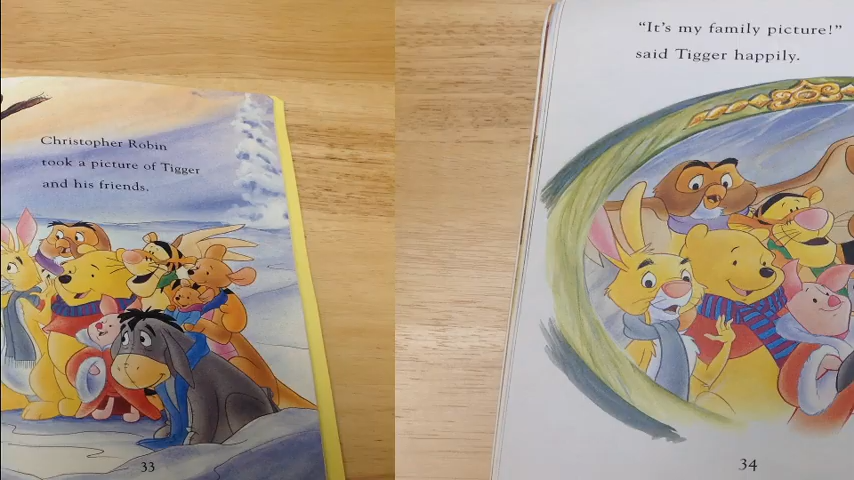 Christopher Robin
took a picture of Tigger
and his friends.
33
"It's my family picture!"
said Tigger happily.
34